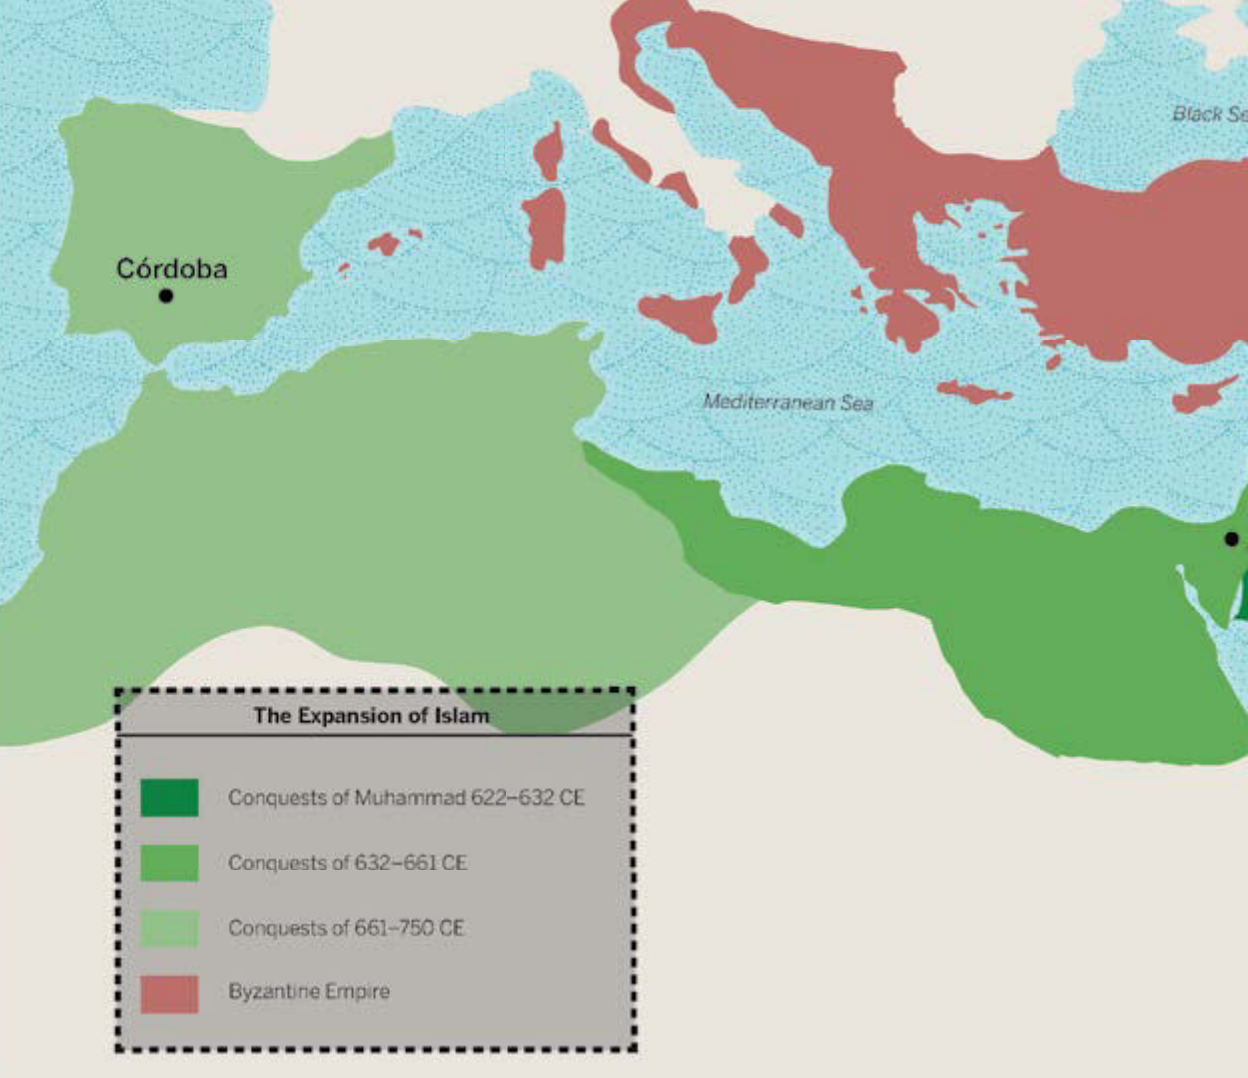 Black
Córdoba
Mediterranean Sea
The Expansion of Islam
Conquests of Muhammad 622–632 CE
Conquests of 632–661 CE
Conquests of 661–750 CE
Byzantine Empire